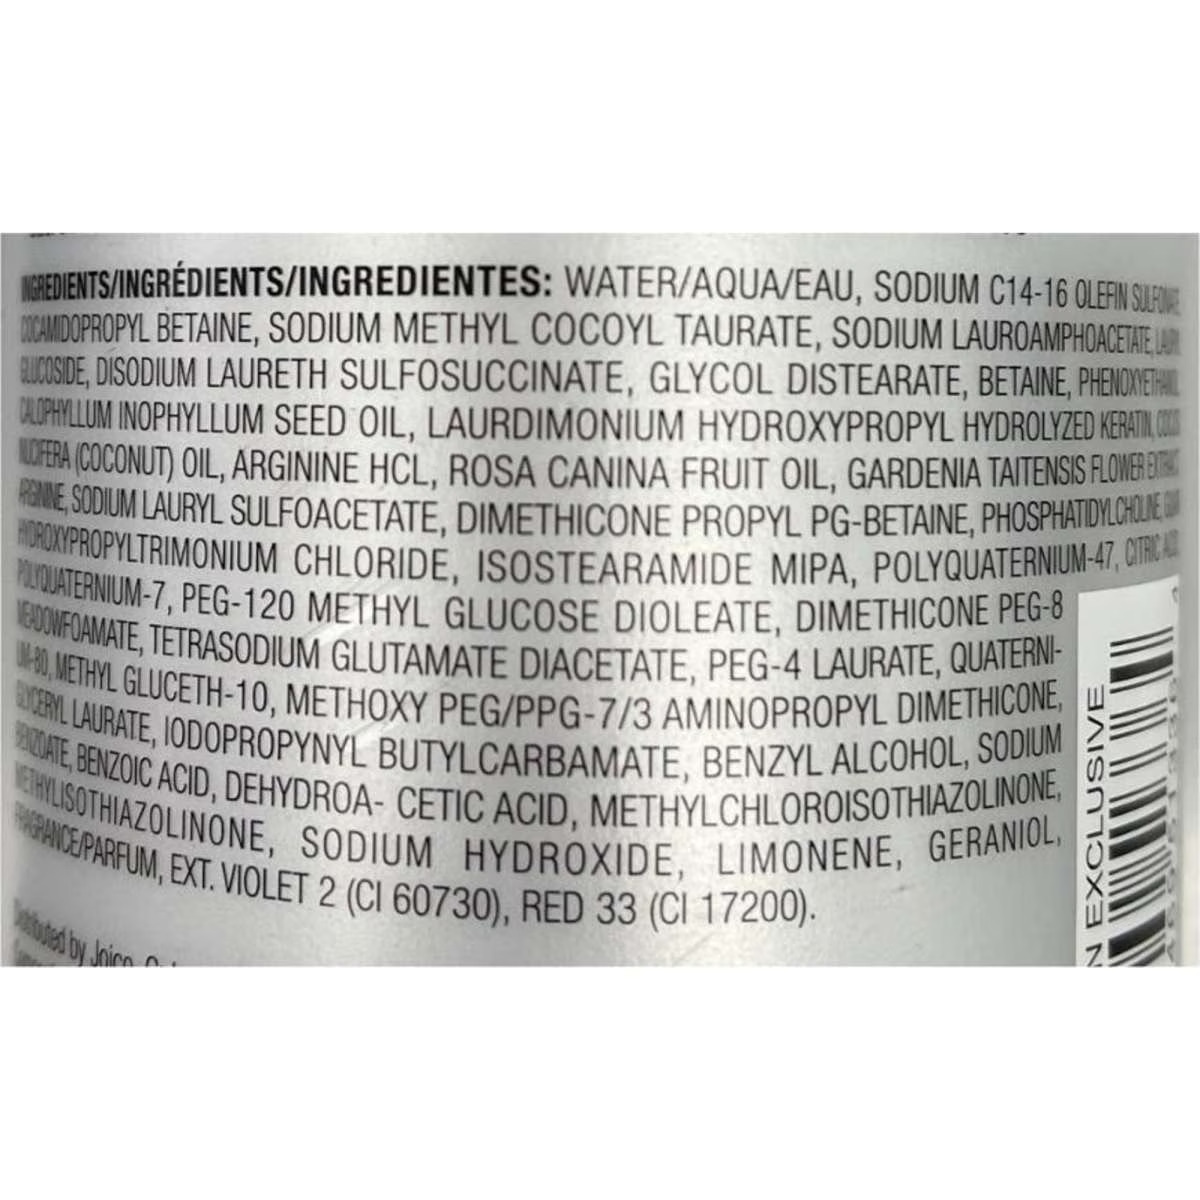 INGREDIENTS/INGRÉDIENTS/INGREDIENTES: WATER/AQUA/EAU, SODIUM C14-16 OLEFIN SULFONATE,
COCAMIDOPROPYL BETAINE, SODIUM METHYL COCOYL TAURATE, SODIUM LAUROAMPHOACETATE, LAURYL
GLUCOSIDE, DISODIUM LAURETH SULFOSUCCINATE, GLYCOL DISTEARATE, BETAINE, PHENOXYETHANOL,
CALOPHYLLUM INOPHYLLUM SEED OIL, LAURDIMONIUM HYDROXYPROPYL HYDROLYZED KERATIN, COCOS
NUCIFERA (COCONUT) OIL, ARGININE HCL, ROSA CANINA FRUIT OIL, GARDENIA TAITENSIS FLOWER EXTRACT,
ARGININE, SODIUM LAURYL SULFOACETATE, DIMETHICONE PROPYL PG-BETAINE, PHOSPHATIDYLCHOLINE, GUAR
HYDROXYPROPYLTRIMONIUM CHLORIDE, ISOSTEARAMIDE MIPA, POLYQUATERNIUM-47, CITRIC ACID,
POLYQUATERNIUM-7, PEG-120 METHYL GLUCOSE DIOLEATE, DIMETHICONE PEG-8
MEADOWFOAMATE, TETRASODIUM GLUTAMATE DIACETATE, PEG-4 LAURATE, QUATERNI-
UM-80, METHYL GLUCETH-10, METHOXY PEG/PPG-7/3 AMINOPROPYL DIMETHICONE,
GLYCERYL LAURATE, IODOPROPYNYL BUTYLCARBAMATE, BENZYL ALCOHOL, SODIUM
BENZOATE, BENZOIC ACID, DEHYDROA- CETIC ACID, METHYLCHLOROISOTHIAZOLINONE,
METHYLISOTHIAZOLINONE, SODIUM HYDROXIDE, LIMONENE, GERANIOL,
FRAGRANCE/PARFUM, EXT. VIOLET 2 (CI 60730), RED 33 (CI 17200).
Distributed by Joico,
EXCLUSIVE